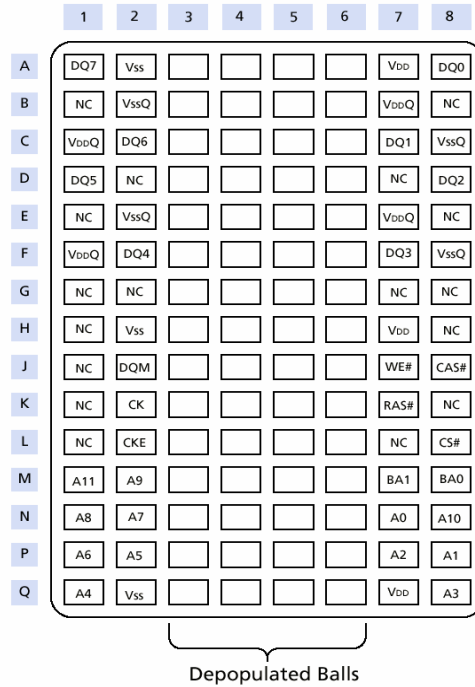 1 2 3 4 5 6 7 8
A DQ7 Vss VDD DQ0
B NC VssQ VDDQ NC
C VDDQ DQ6 DQ1 VssQ
D DQ5 NC NC DQ2
E NC VssQ VDDQ NC
F VDDQ DQ4 DQ3 VssQ
G NC NC NC NC
H NC Vss VDD NC
J NC DQM WE# CAS#
K NC CK RAS# NC
L NC CKE NC CS#
M A11 A9 BA1 BA0
N A8 A7 A0 A10
P A6 A5 A2 A1
Q A4 Vss VDD A3
Depopulated Balls